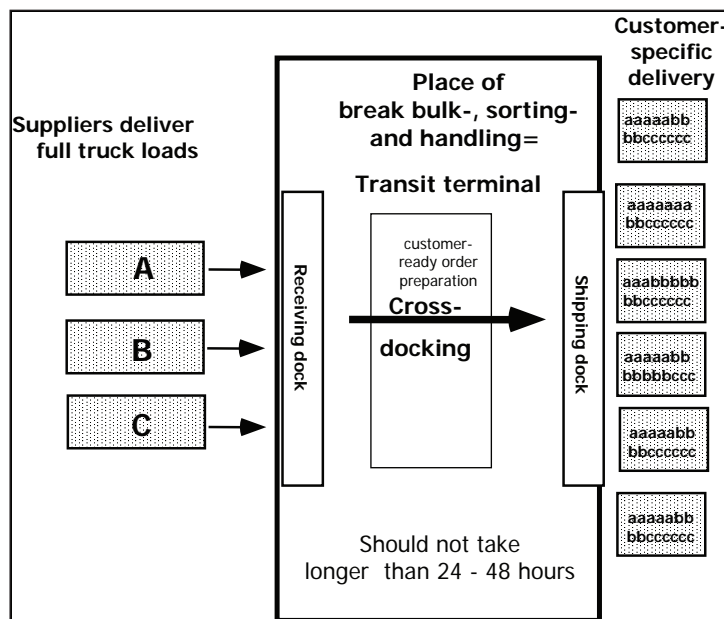 Suppliers deliver
full truck loads
A
B
C
Place of
break bulk-, sorting-
and handling=
Transit terminal
Receiving dock
customer-
ready order
preparation
Cross-
docking
Shipping dock
Should not take
longer than 24 - 48 hours
Customer-
specific
delivery
aaaaabb
bbcccccc
aaaaaaa
bbcccccc
aaabbbbb
bbcccccc
aaaaabb
bbbbbccc
aaaaabb
bbcccccc
aaaaabb
bbcccccc